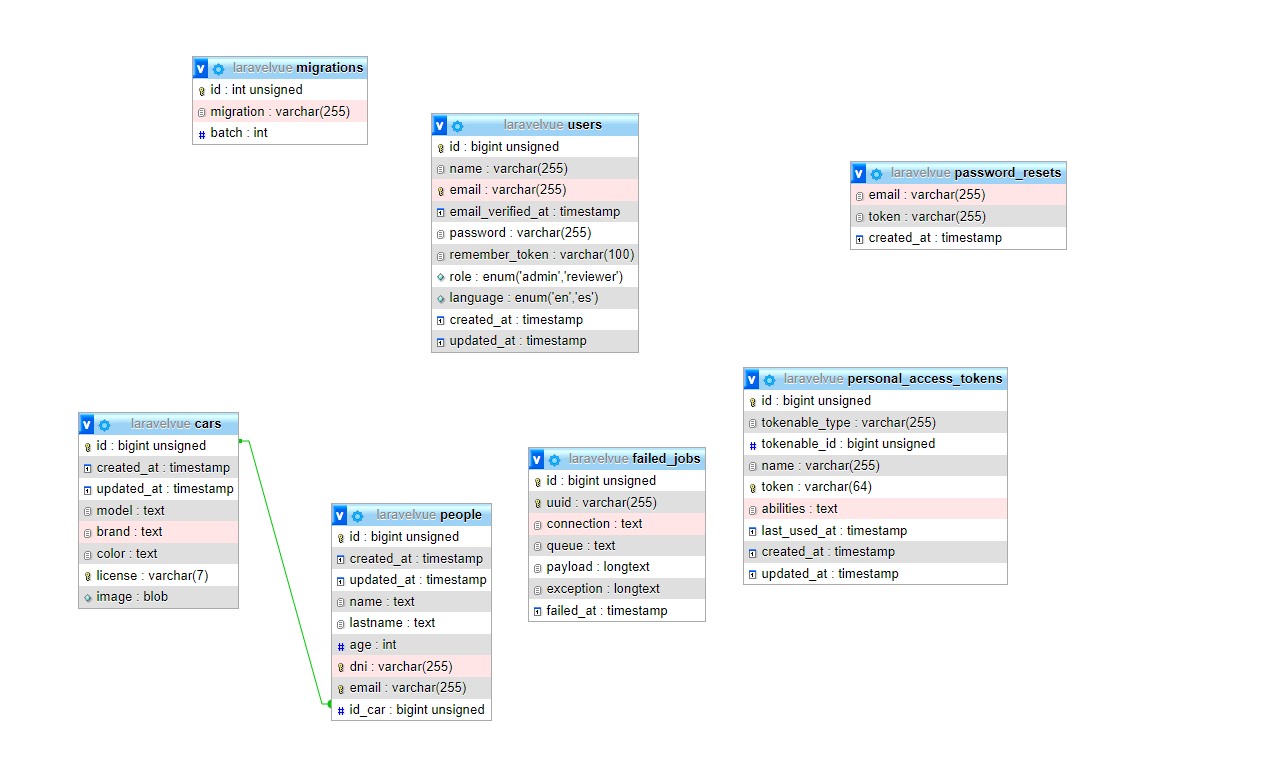 laravelvue migrations
id : int unsigned
migration : varchar(255)
batch : int
laravelvue users
id : bigint unsigned
name : varchar(255)
email : varchar(255)
email_verified_at : timestamp
password : varchar(255)
remember_token : varchar(100)
role : enum('admin','reviewer')
language : enum('en','es')
created_at : timestamp
updated_at : timestamp
laravelvue password_resets
email : varchar(255)
token : varchar(255)
created_at : timestamp
laravelvue personal_access_tokens
id : bigint unsigned
tokenable_type : varchar(255)
tokenable_id : bigint unsigned
name : varchar(255)
token : varchar(64)
abilities : text
last_used_at : timestamp
created_at : timestamp
updated_at : timestamp
laravelvue cars
id : bigint unsigned
created_at : timestamp
updated_at : timestamp
model : text
brand : text
color : text
license : varchar(7)
image : blob
laravelvue people
id : bigint unsigned
created_at : timestamp
updated_at : timestamp
name : text
lastname : text
age : int
dni : varchar(255)
email : varchar(255)
id_car : bigint unsigned
laravelvue failed_jobs
id : bigint unsigned
uuid : varchar(255)
connection : text
queue : text
payload : longtext
exception : longtext
failed_at : timestamp